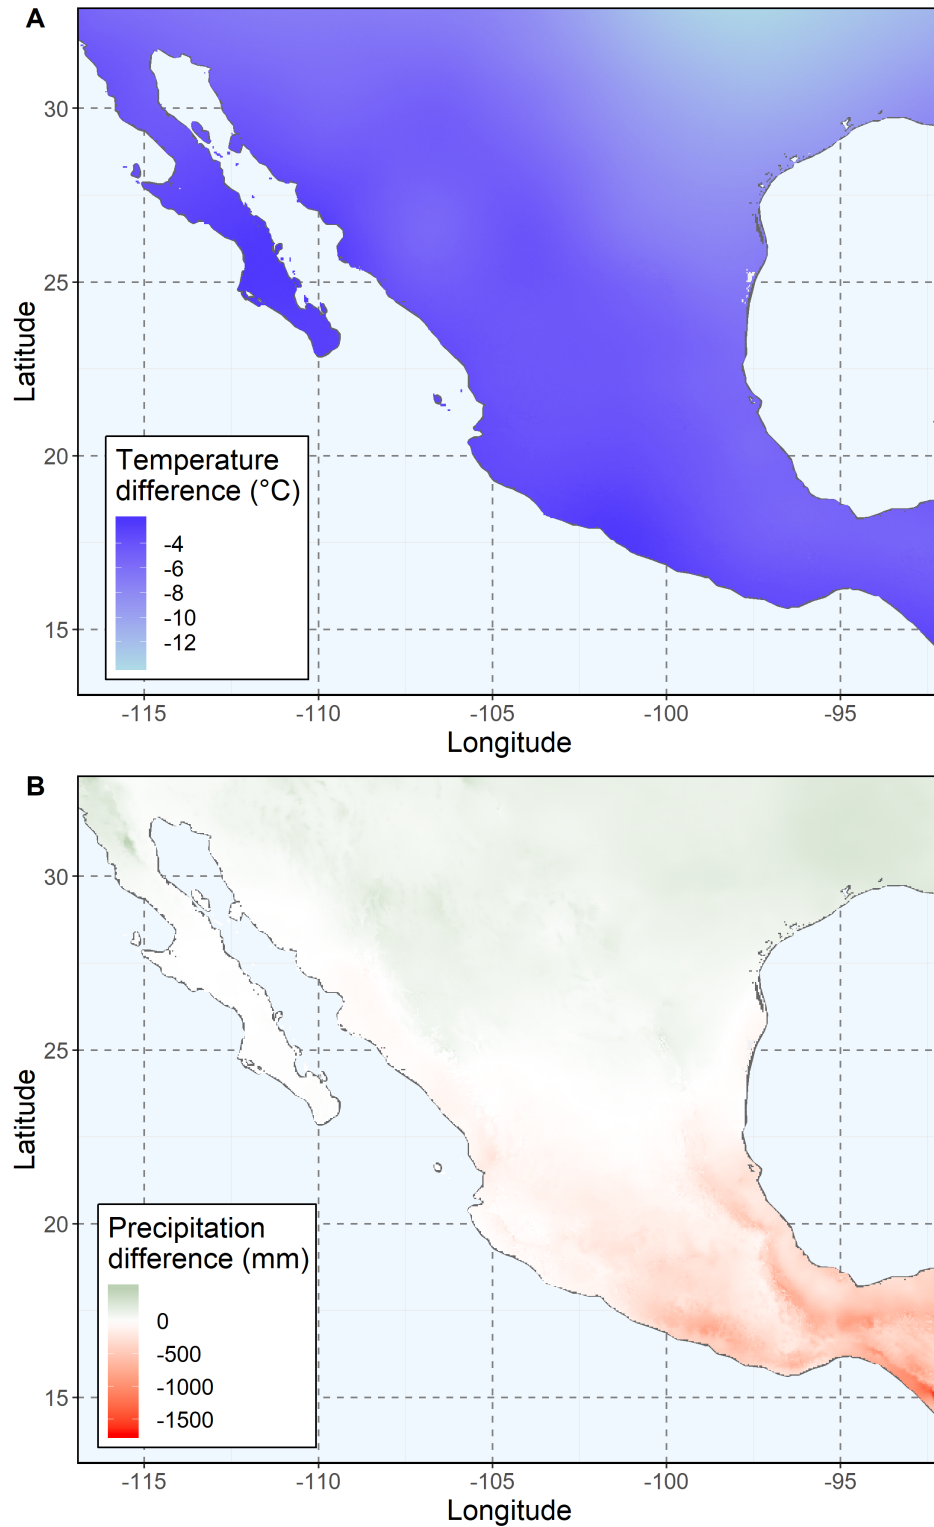 A
30
25
20
15
Latitude
Temperature
difference (°C)
-4
-6
-8
-10
-12
-115
-110
-105
-100
-95
Longitude
B
30
25
20
15
Latitude
Precipitation
difference (mm)
0
-500
-1000
-1500
-115
-110
-105
-100
-95
Longitude